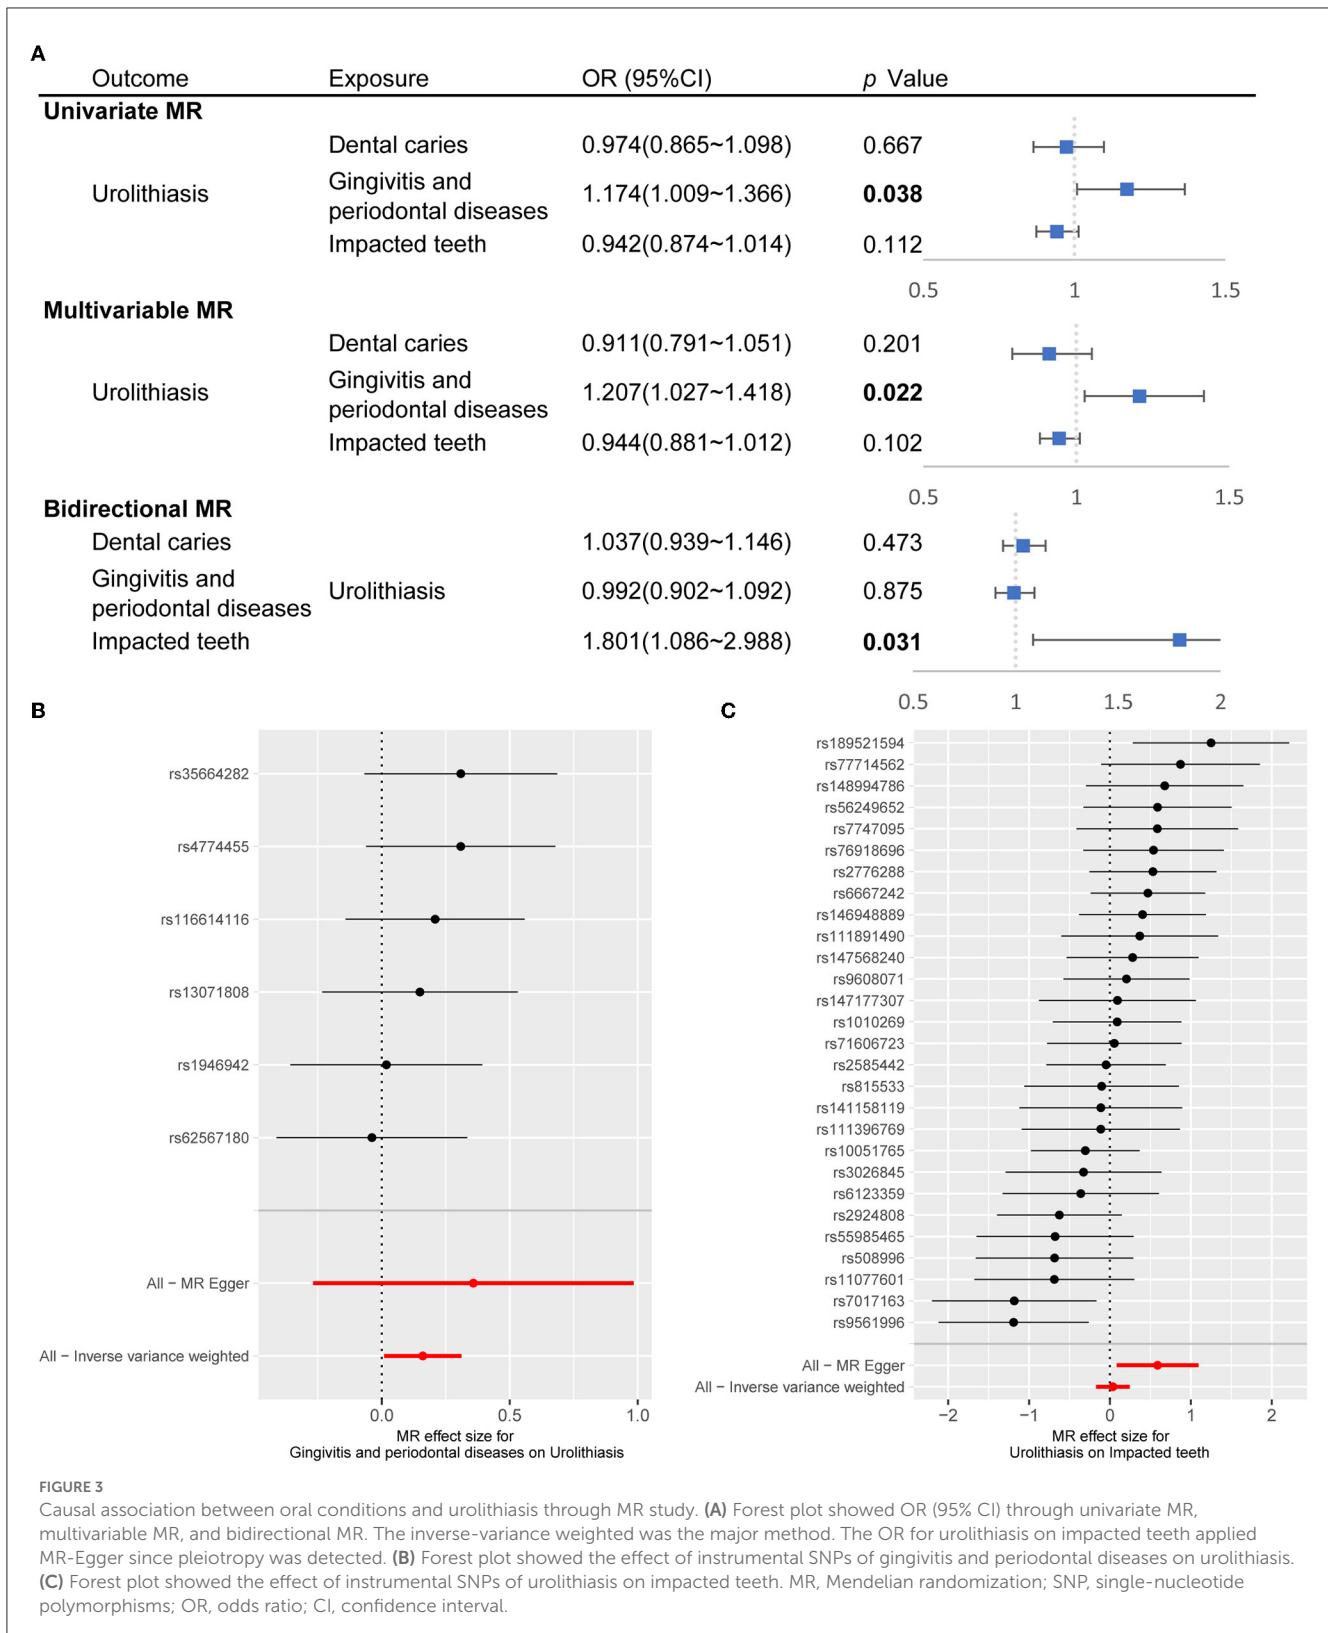 A
Outcome Exposure OR (95%CI) p Value
Univariate MR
Dental caries 0.974(0.865~1.098) 0.667
Urolithiasis Gingivitis and periodontal diseases 1.174(1.009~1.366) 0.038
Impacted teeth 0.942(0.874~1.014) 0.112
0.5 1 1.5
Multivariable MR
Dental caries 0.911(0.791~1.051) 0.201
Urolithiasis Gingivitis and periodontal diseases 1.207(1.027~1.418) 0.022
Impacted teeth 0.944(0.881~1.012) 0.102
0.5 1 1.5
Bidirectional MR
Dental caries 1.037(0.939~1.146) 0.473
Gingivitis and periodontal diseases Urolithiasis 0.992(0.902~1.092) 0.875
Impacted teeth 1.801(1.086~2.988) 0.031
0.5 1 1.5 2
B
rs35664282
rs4774455
rs116614116
rs13071808
rs1946942
rs62567180
All − MR Egger
All − Inverse variance weighted
0.0 0.5 1.0
MR effect size for
Gingivitis and periodontal diseases on Urolithiasis
C
rs189521594
rs77714562
rs148994786
rs56249652
rs7747095
rs76918696
rs2776288
rs6667242
rs146948889
rs111891490
rs147568240
rs9608071
rs147177307
rs1010269
rs71606723
rs2585442
rs815533
rs141158119
rs111396769
rs10051765
rs3026845
rs6123359
rs2924808
rs55985465
rs508996
rs11077601
rs7017163
rs9561996
All − MR Egger
All − Inverse variance weighted
−2 −1 0 1 2
MR effect size for
Urolithiasis on Impacted teeth
FIGURE 3
Causal association between oral conditions and urolithiasis through MR study. (A) Forest plot showed OR (95% CI) through univariate MR,
multivariable MR, and bidirectional MR. The inverse-variance weighted was the major method. The OR for urolithiasis on impacted teeth applied
MR-Egger since pleiotropy was detected. (B) Forest plot showed the effect of instrumental SNPs of gingivitis and periodontal diseases on urolithiasis.
(C) Forest plot showed the effect of instrumental SNPs of urolithiasis on impacted teeth. MR, Mendelian randomization; SNP, single-nucleotide
polymorphisms; OR, odds ratio; CI, confidence interval.